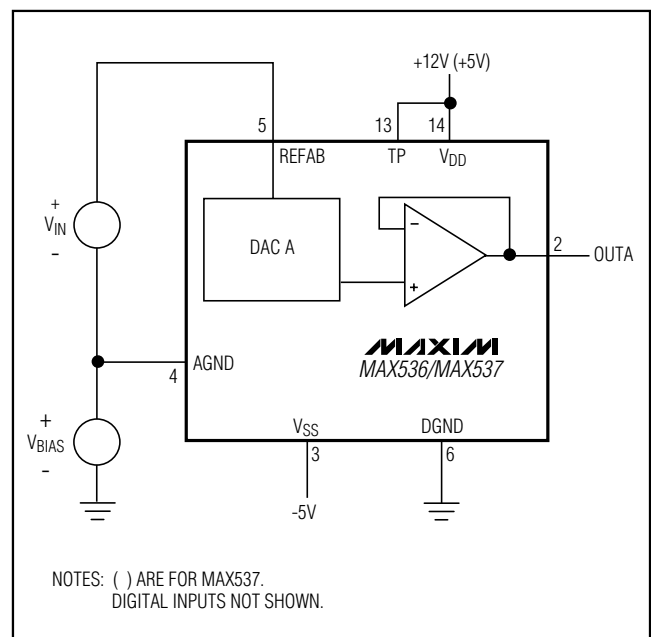 +12V (+5V)
5
13
14
REFAB
TP
VDD
+
VIN
-
DAC A
-
+
2
OUTA
MAXIM
MAX536/MAX537
4
AGND
+
VBIAS
-
VSS
DGND
3
6
-5V
NOTES: ( ) ARE FOR MAX537.
DIGITAL INPUTS NOT SHOWN.